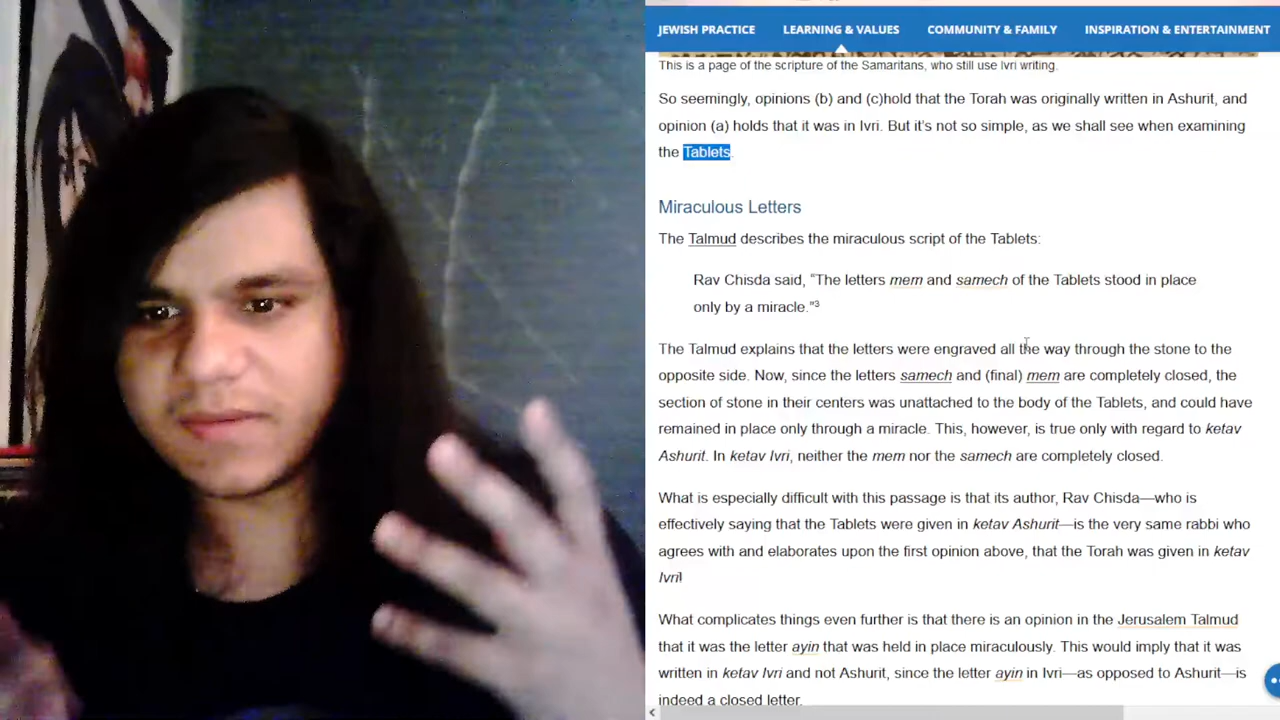 JEWISH PRACTICE LEARNING & VALUES COMMUNITY & FAMILY INSPIRATION & ENTERTAINMENT
This is a page of the scripture of the Samaritans, who still use Ivri writing.
So seemingly, opinions (b) and (c)hold that the Torah was originally written in Ashurit, and
opinion (a) holds that it was in Ivri. But it's not so simple, as we shall see when examining
the Tablets.
Miraculous Letters
The Talmud describes the miraculous script of the Tablets:
Rav Chisda said, "The letters mem and samech of the Tablets stood in place
only by a miracle."3
The Talmud explains that the letters were engraved all the way through the stone to the
opposite side. Now, since the letters samech and (final) mem are completely closed, the
section of stone in their centers was unattached to the body of the Tablets, and could have
remained in place only through a miracle. This, however, is true only with regard to ketav
Ashurit. In ketav Ivri, neither the mem nor the samech are completely closed.
What is especially difficult with this passage is that its author, Rav Chisda—who is
effectively saying that the Tablets were given in ketav Ashurit—is the very same rabbi who
agrees with and elaborates upon the first opinion above, that the Torah was given in ketav
Ivri!
What complicates things even further is that there is an opinion in the Jerusalem Talmud
that it was the letter ayin that was held in place miraculously. This would imply that it was
written in ketav Ivri and not Ashurit, since the letter ayin in Ivri—as opposed to Ashurit—is
indeed a closed letter.